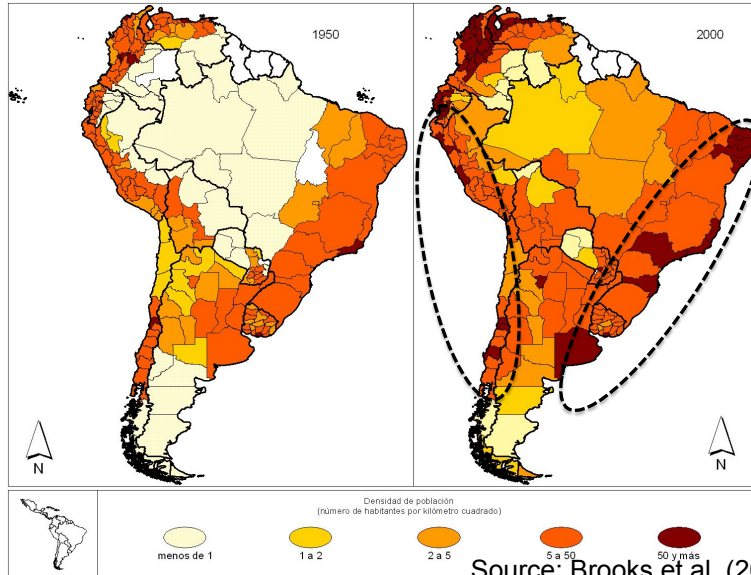 1950
2000
N
N
Densidad de población
(número de habitantes por kilómetro cuadrado)
menos de 1
1 a 2
2 a 5
5 a 50
50 y más
Source: Brooks et al. (20